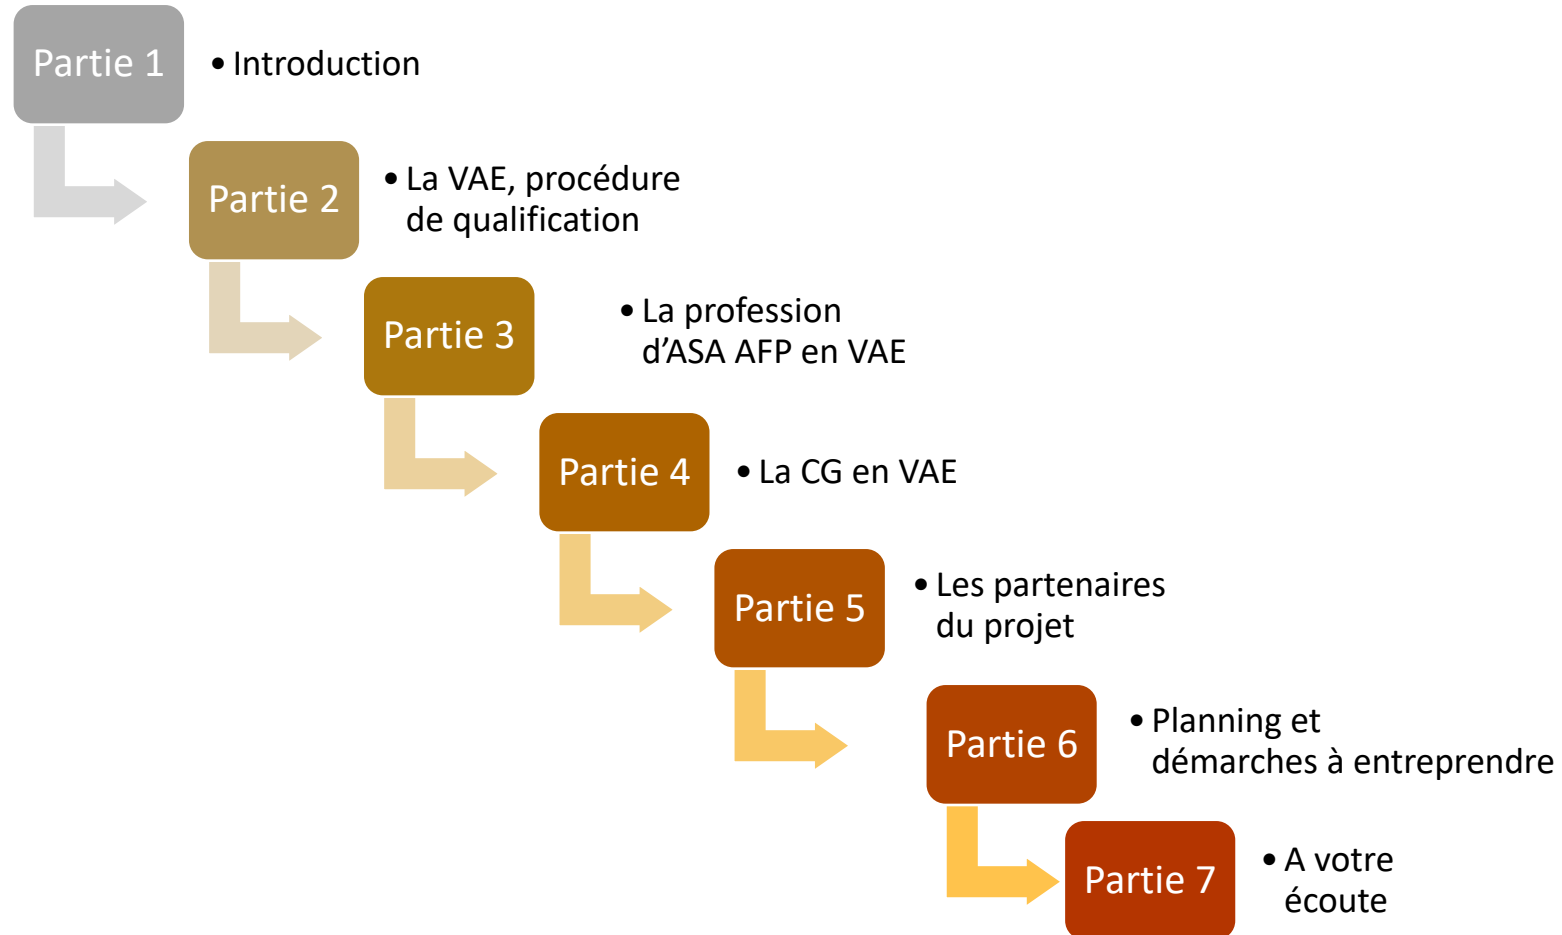 Partie 1
• Introduction
Partie 2
• La VAE, procédure
de qualification
Partie 3
• La profession
d’ASA AFP en VAE
Partie 4
• La CG en VAE
Partie 5
• Les partenaires
du projet
Partie 6
• Planning et
démarches à entreprendre
Partie 7
• A votre
écoute